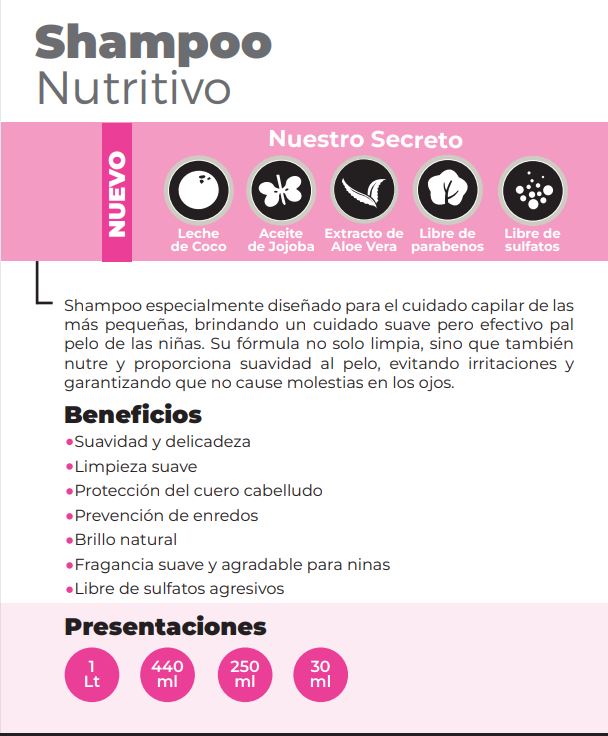 Shampoo
Nutritivo
NUEVO
Nuestro Secreto
Leche
de Coco
Aceite
de Jojoba
Extracto de
Aloe Vera
Libre de
parabenos
Libre de
sulfatos
Shampoo especialmente diseñado para el cuidado capilar de las
más pequeñas, brindando un cuidado suave pero efectivo pal
pelo de las niñas. Su fórmula no solo limpia, sino que también
nutre y proporciona suavidad al pelo, evitando irritaciones y
garantizando que no cause molestias en los ojos.
Beneficios
•Suavidad y delicadeza
•Limpieza suave
•Protección del cuero cabelludo
•Prevención de enredos
•Brillo natural
•Fragancia suave y agradable para ninas
•Libre de sulfatos agresivos
Presentaciones
1
Lt
440
ml
250
ml
30
ml